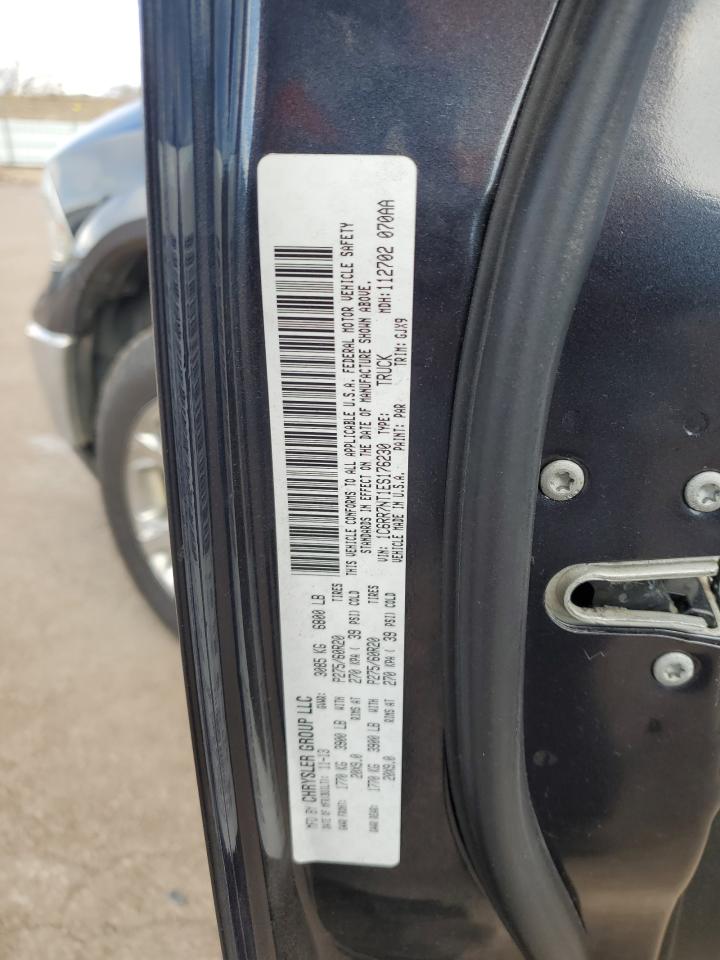 MFD BY CHRYSLER GROUP LLC
DATE OF MFR(BUILT): 11-13 GVWR: 3085 KG 6800 LB
GAWR FRONT: 1770 KG 3900 LB WITH P275/60R20 TIRES
20X9.0 RIMS AT 270 KPA ( 39 PSI) COLD
GAWR REAR: 1770 KG 3900 LB WITH P275/60R20 TIRES
20X9.0 RIMS AT 270 KPA ( 39 PSI) COLD
THIS VEHICLE CONFORMS TO ALL APPLICABLE U.S.A. FEDERAL MOTOR VEHICLE SAFETY
STANDARDS IN EFFECT ON THE DATE OF MANUFACTURE SHOWN ABOVE.
VIN: 1C6RR7NT1ES176230 TYPE: TRUCK MDH: 112702 070AA
VEHICLE MADE IN U.S.A. PAINT: PAR TRIM: GJX9